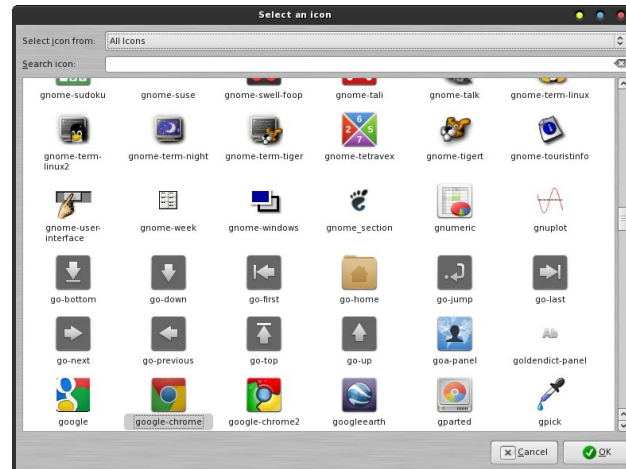 Select an icon
Select icon from: All Icons
Search icon:
gnome-sudoku gnome-suse gnome-swell-foop gnome-tali gnome-talk gnome-term-linux
gnome-term-linux2 gnome-term-night gnome-term-tiger gnome-tetravex gnome-tigert gnome-touristinfo
gnome-user-interface gnome-week gnome-windows gnome_section gnumeric gnuplot
go-bottom go-down go-first go-home go-jump go-last
go-next go-previous go-top go-up goa-panel goldendict-panel
google google-chrome google-chrome2 googleearth gparted gpick
Cancel OK